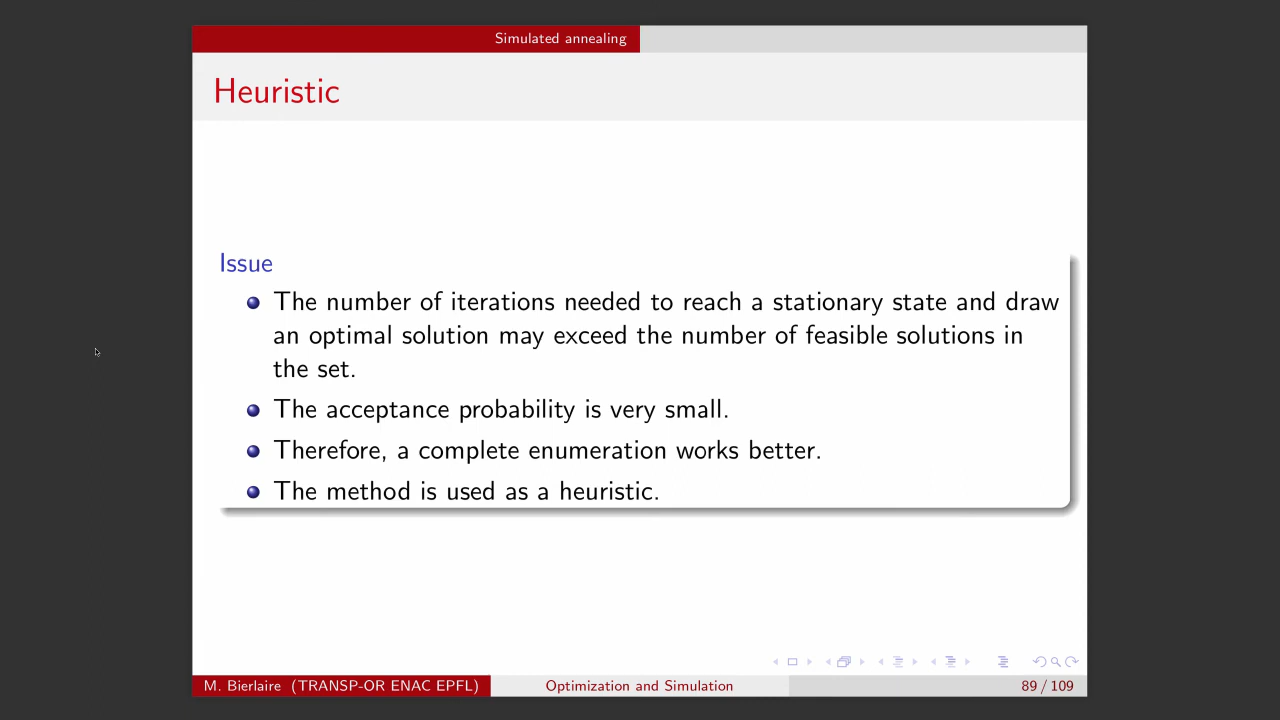 Simulated annealing
Heuristic
Issue
The number of iterations needed to reach a stationary state and draw
an optimal solution may exceed the number of feasible solutions in
the set.
The acceptance probability is very small.
Therefore, a complete enumeration works better.
The method is used as a heuristic.
M. Bierlaire (TRANSP-OR ENAC EPFL)
Optimization and Simulation
89 / 109